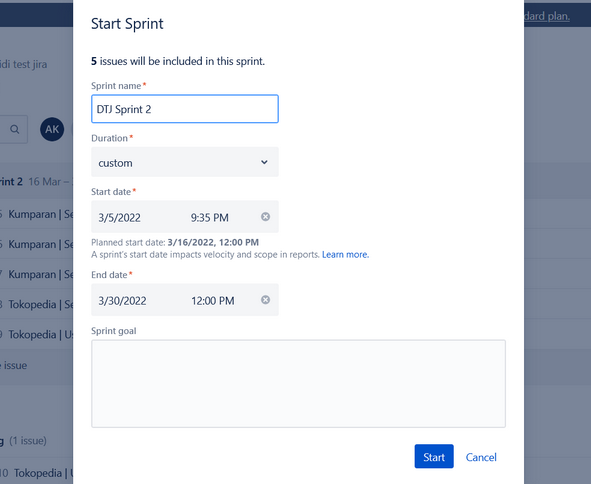 Start Sprint
dard plan.
5 issues will be included in this sprint.
idi test jira
Sprint name*
DTJ Sprint 2
AK
Duration*
custom
rint 2 16 Mar –
Start date*
3/5/2022 9:35 PM
Kumparan | Se
Planned start date: 3/16/2022, 12:00 PM
Kumparan | Se
A sprint's start date impacts velocity and scope in reports. Learn more.
7 Kumparan | Se
End date*
3/30/2022 12:00 PM
8 Tokopedia | Se
Sprint goal
9 Tokopedia | Us
e issue
g (1 issue)
Start Cancel
10 Tokopedia | U